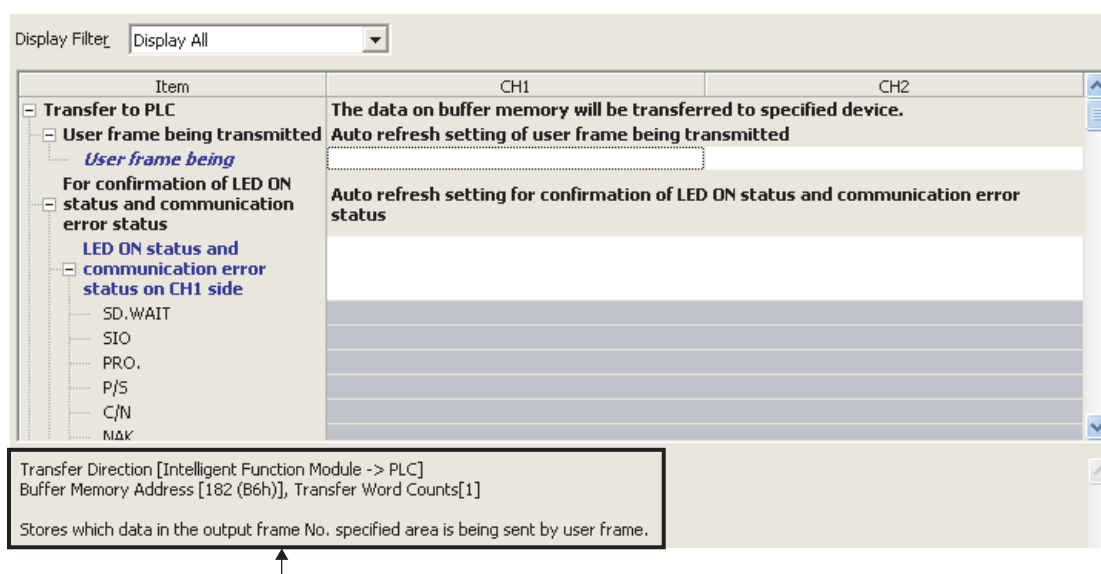 Display Filter Display All
Item CH1 CH2
Transfer to PLC The data on buffer memory will be transferred to specified device.
User frame being transmitted Auto refresh setting of user frame being transmitted
User frame being
For confirmation of LED ON
status and communication
error status
Auto refresh setting for confirmation of LED ON status and communication error
status
LED ON status and
communication error
status on CH1 side
SD.WAIT
SIO
PRO.
P/S
C/N
NAK
Transfer Direction [Intelligent Function Module -> PLC]
Buffer Memory Address [182 (B6h)], Transfer Word Counts[1]
Stores which data in the output frame No. specified area is being sent by user frame.